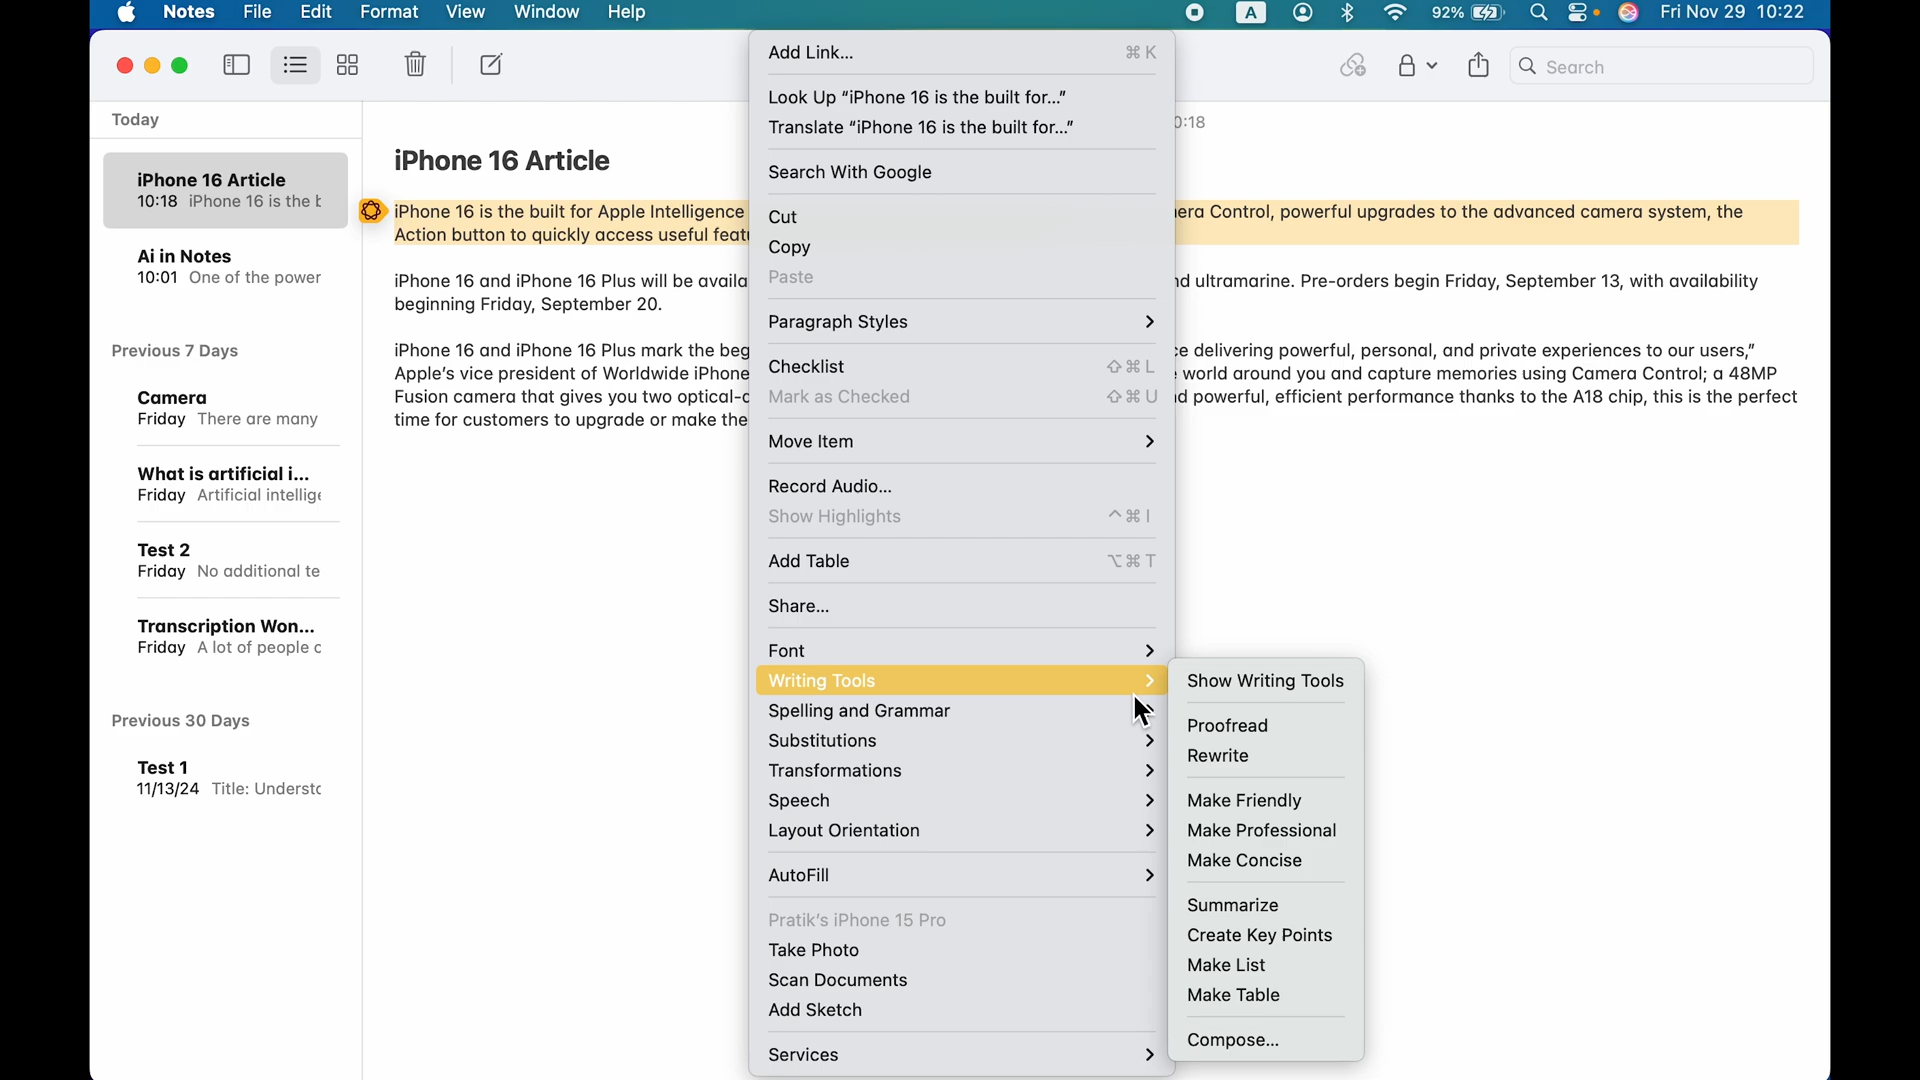 Notes File Edit Format View Window Help A 92% Fri Nov 29 10:22
Search
Today
iPhone 16 Article
10:18 iPhone 16 is the b
Ai in Notes
10:01 One of the power
Previous 7 Days
Camera
Friday There are many
What is artificial i...
Friday Artificial intellige
Test 2
Friday No additional te
Transcription Won...
Friday A lot of people c
Previous 30 Days
Test 1
11/13/24 Title: Understc
0:18
iPhone 16 Article
iPhone 16 is the built for Apple Intelligence era Control, powerful upgrades to the advanced camera system, the
Action button to quickly access useful featu
iPhone 16 and iPhone 16 Plus will be availa nd ultramarine. Pre-orders begin Friday, September 13, with availability
beginning Friday, September 20.
iPhone 16 and iPhone 16 Plus mark the beg ce delivering powerful, personal, and private experiences to our users,”
Apple’s vice president of Worldwide iPhone world around you and capture memories using Camera Control; a 48MP
Fusion camera that gives you two optical-q nd powerful, efficient performance thanks to the A18 chip, this is the perfect
time for customers to upgrade or make the
Add Link... ⌘ K
Look Up “iPhone 16 is the built for...”
Translate “iPhone 16 is the built for...”
Search With Google
Cut
Copy
Paste
Paragraph Styles
Checklist ⇧ ⌘ L
Mark as Checked ⇧ ⌘ U
Move Item
Record Audio...
Show Highlights ^ ⌘ I
Add Table ⌥ ⌘ T
Share...
Font
Writing Tools
Spelling and Grammar
Substitutions
Transformations
Speech
Layout Orientation
AutoFill
Pratik’s iPhone 15 Pro
Take Photo
Scan Documents
Add Sketch
Services
Show Writing Tools
Proofread
Rewrite
Make Friendly
Make Professional
Make Concise
Summarize
Create Key Points
Make List
Make Table
Compose...